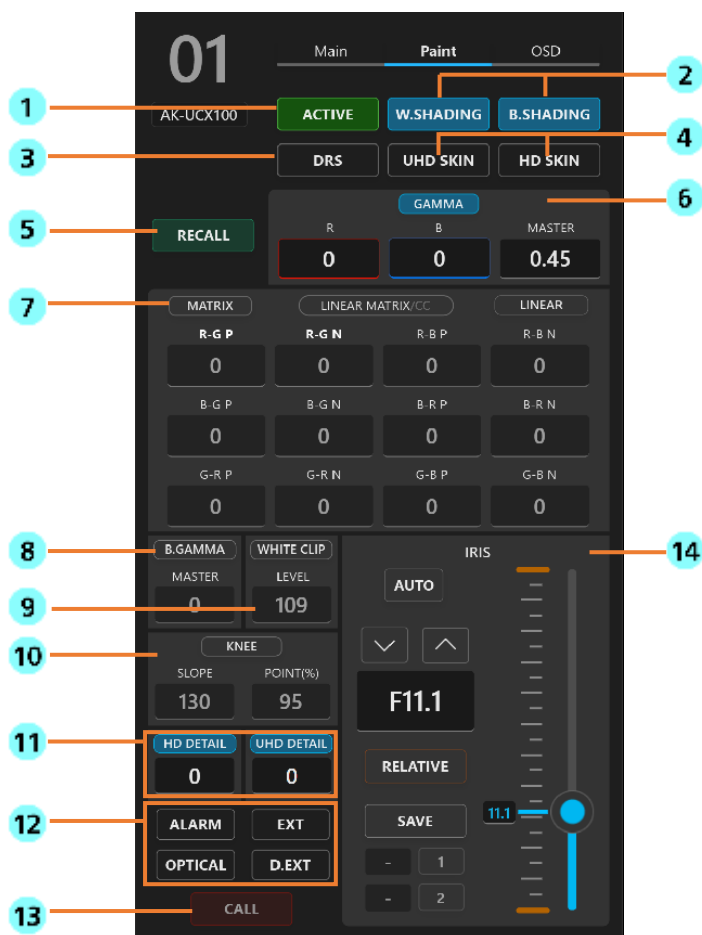 01
Main Paint OSD
2
1
AK-UCX100
ACTIVE W.SHADING B.SHADING
4
3
DRS UHD SKIN HD SKIN
6
GAMMA
5
RECALL
R B MASTER
0 0 0.45
7
MATRIX LINEAR MATRIX/CC LINEAR
R-G P R-G N R-B P R-B N
0 0 0 0
B-G P B-G N B-R P B-R N
0 0 0 0
G-R P G-R N G-B P G-B N
0 0 0 0
8
B.GAMMA WHITE CLIP
IRIS
14
MASTER LEVEL
AUTO
9
0 109
10
KNEE
SLOPE POINT(%)
130 95
F11.1
11
HD DETAIL UHD DETAIL
0 0
RELATIVE
12
ALARM EXT
SAVE
11.1
OPTICAL D.EXT
- 1
- 2
13
CALL